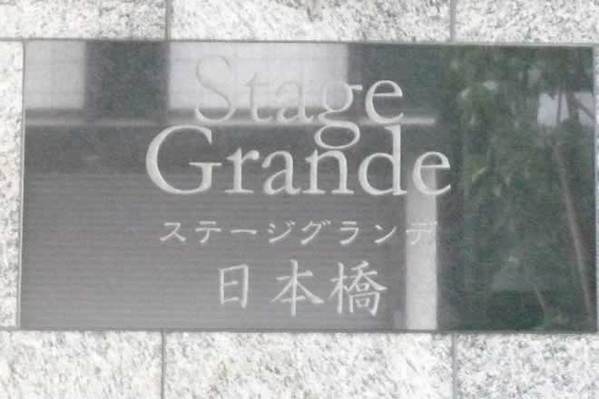 Stage
Grande
ステージグランデ
日本橋